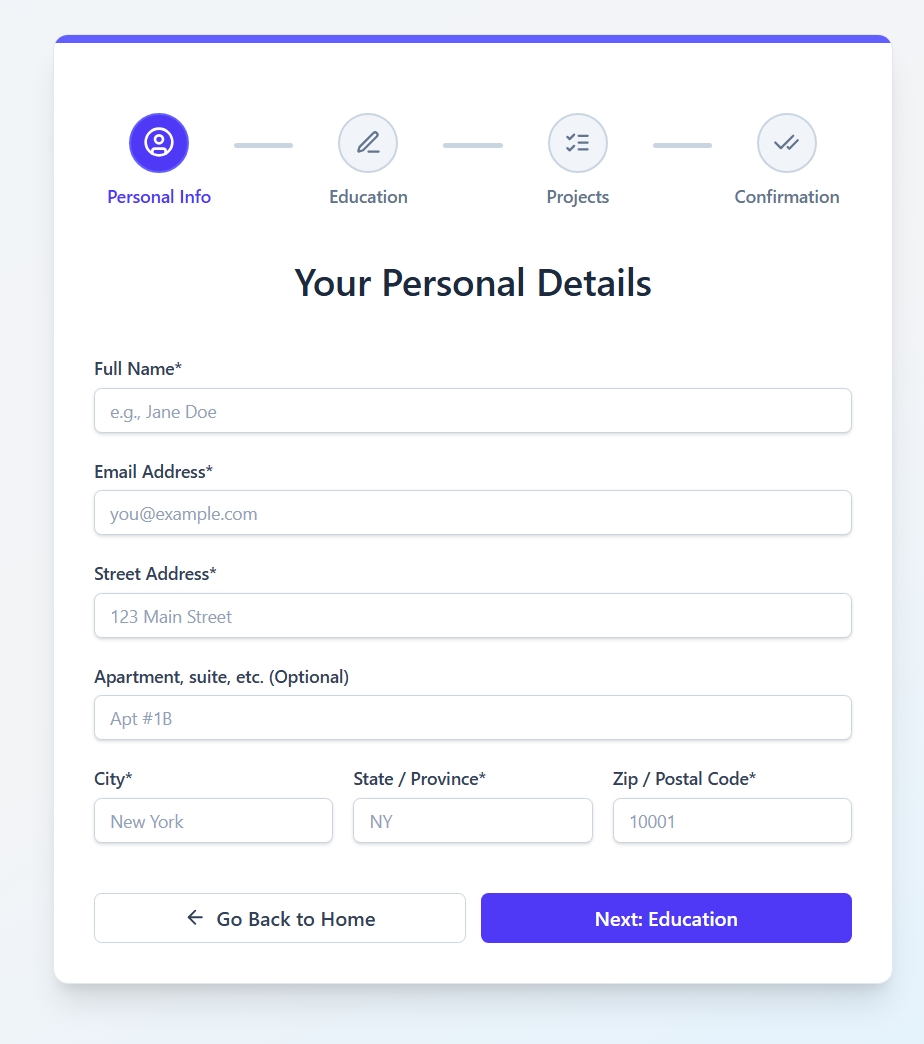 Personal Info
Education
Projects
Confirmation
Your Personal Details
Full Name*
e.g., Jane Doe
Email Address*
you@example.com
Street Address*
123 Main Street
Apartment, suite, etc. (Optional)
Apt #1B
City*
State / Province*
Zip / Postal Code*
New York
NY
10001
Go Back to Home
Next: Education